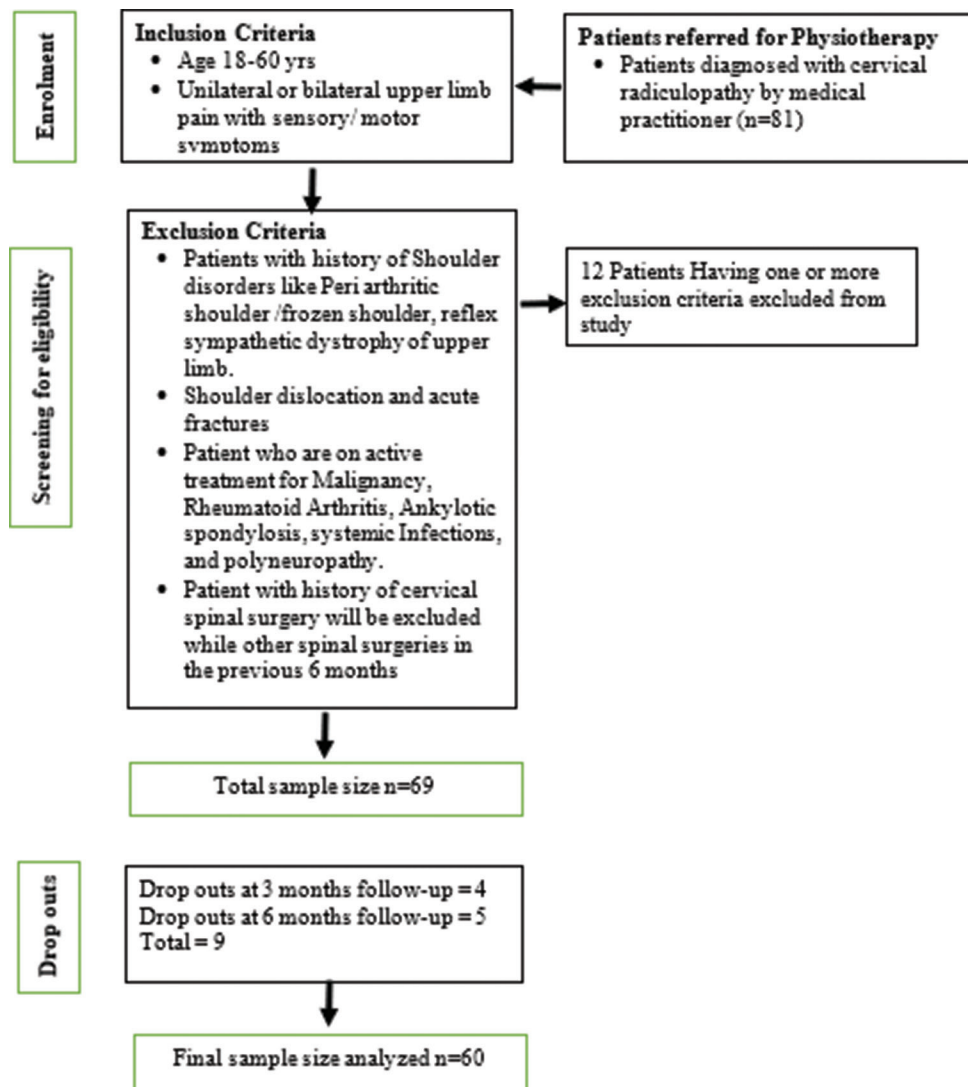 Enrolment
Inclusion Criteria
• Age 18-60 yrs
• Unilateral or bilateral upper limb
pain with sensory/ motor
symptoms
Patients referred for Physiotherapy
• Patients diagnosed with cervical
radiculopathy by medical
practitioner (n=81)
Screening for eligibility
Exclusion Criteria
• Patients with history of Shoulder
disorders like Peri arthritic
shoulder /frozen shoulder, reflex
sympathetic dystrophy of upper
limb.
• Shoulder dislocation and acute
fractures
• Patient who are on active
treatment for Malignancy,
Rheumatoid Arthritis, Ankylotic
spondylosis, systemic Infections,
and polyneuropathy.
• Patient with history of cervical
spinal surgery will be excluded
while other spinal surgeries in
the previous 6 months
12 Patients Having one or more
exclusion criteria excluded from
study
Total sample size n=69
Drop outs
Drop outs at 3 months follow-up = 4
Drop outs at 6 months follow-up = 5
Total = 9
Final sample size analyzed n=60